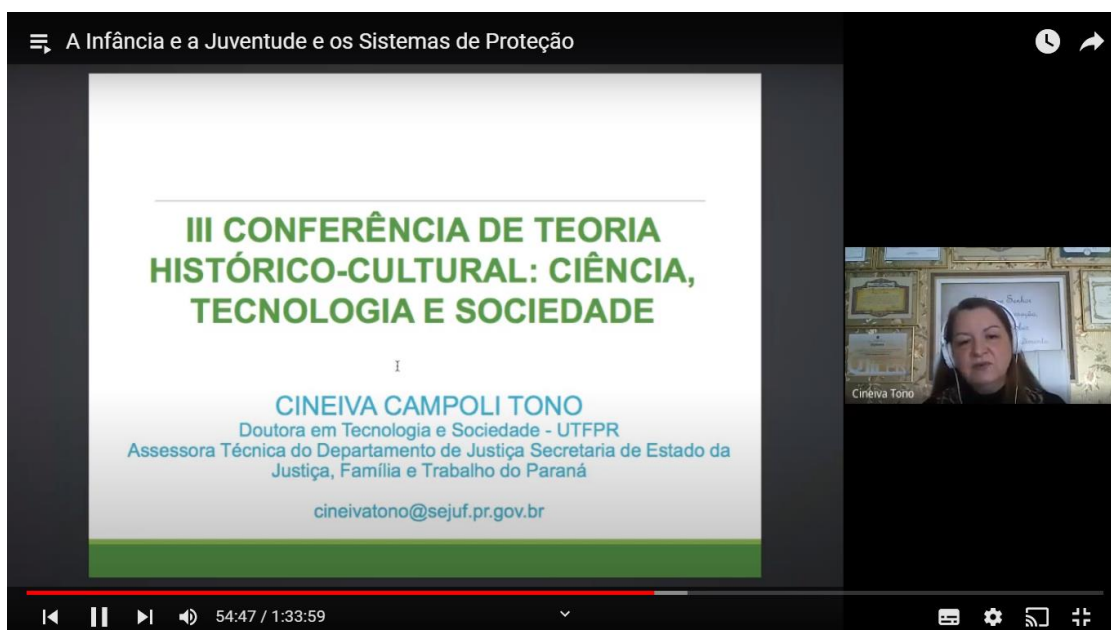 A Infância e a Juventude e os Sistemas de Proteção
III CONFERÊNCIA DE TEORIA
HISTÓRICO-CULTURAL: CIÊNCIA,
TECNOLOGIA E SOCIEDADE
CINEIVA CAMPOLI TONO
Doutora em Tecnologia e Sociedade - UTFPR
Assessora Técnica do Departamento de Justiça Secretaria de Estado da
Justiça, Família e Trabalho do Paraná
cineivatono@sejuf.pr.gov.br
Senhor
Cineiva Tono
54:47 / 1:33:59